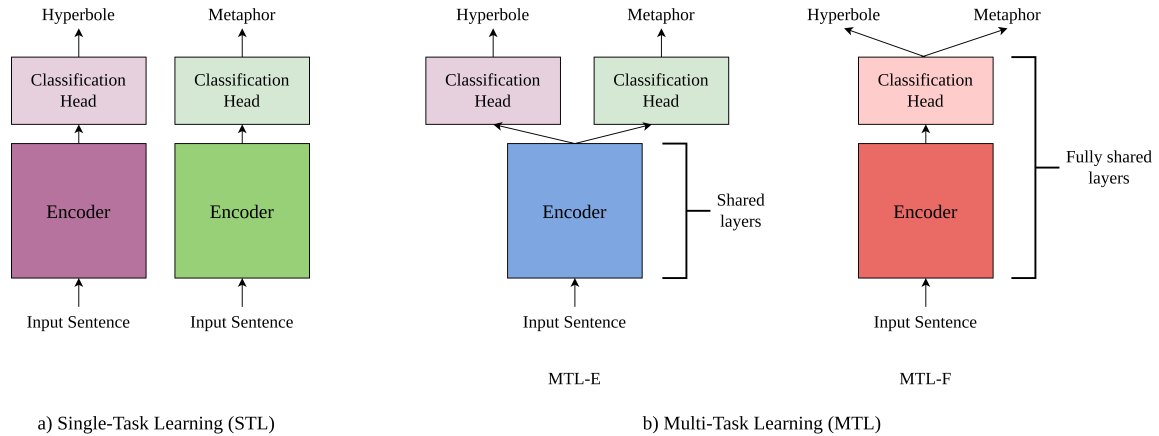 Hyperbole
Metaphor
Classification
Head
Classification
Head
Encoder
Encoder
Input Sentence
Input Sentence
a) Single-Task Learning (STL)
Hyperbole
Metaphor
Classification
Head
Classification
Head
Encoder
Shared
layers
Input Sentence
MTL-E
Hyperbole
Metaphor
Classification
Head
Encoder
Fully shared
layers
Input Sentence
MTL-F
b) Multi-Task Learning (MTL)